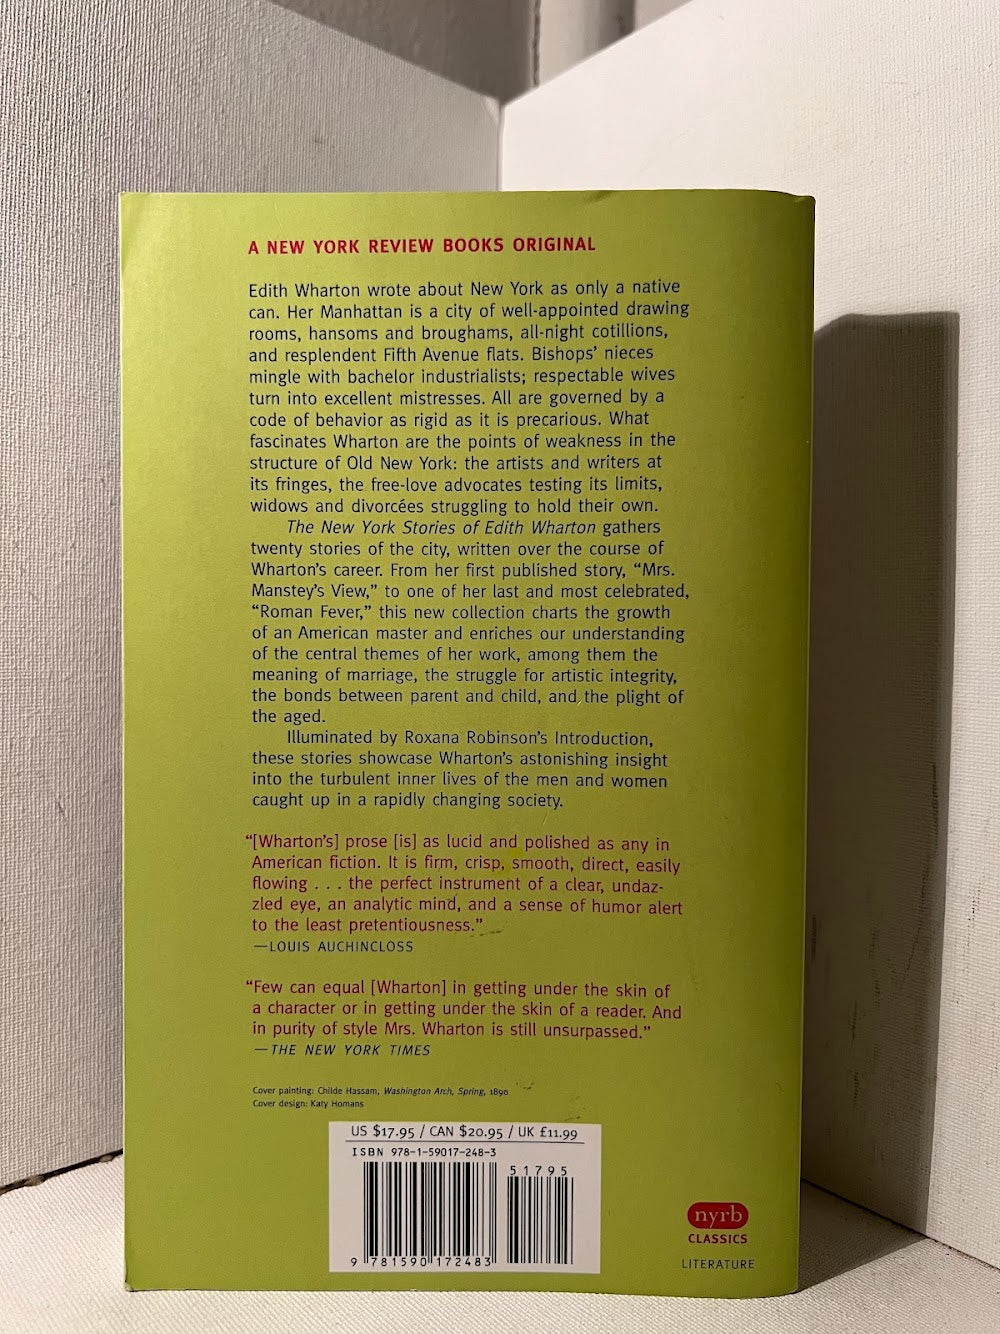 A NEW YORK REVIEW BOOKS ORIGINAL
Edith Wharton wrote about New York as only a native
can. Her Manhattan is a city of well-appointed drawing
rooms, hansoms and broughams, all-night cotillions,
and resplendent Fifth Avenue flats. Bishops’ nieces
mingle with bachelor industrialists; respectable wives
turn into excellent mistresses. All are governed by a
code of behavior as rigid as it is precarious. What
fascinates Wharton are the points of weakness in the
structure of Old New York: the artists and writers at
its fringes, the free-love advocates testing its limits,
widows and divorcées struggling to hold their own.
The New York Stories of Edith Wharton gathers
twenty stories of the city, written over the course of
Wharton’s career. From her first published story, “Mrs.
Manstey’s View,” to one of her last and most celebrated,
“Roman Fever,” this new collection charts the growth
of an American master and enriches our understanding
of the central themes of her work, among them the
meaning of marriage, the struggle for artistic integrity,
the bonds between parent and child, and the plight of
the aged.
Illuminated by Roxana Robinson’s Introduction,
these stories showcase Wharton’s astonishing insight
into the turbulent inner lives of the men and women
caught up in a rapidly changing society.
“[Wharton’s] prose [is] as lucid and polished as any in
American fiction. It is firm, crisp, smooth, direct, easily
flowing . . . the perfect instrument of a clear, undaz-
zled eye, an analytic mind, and a sense of humor alert
to the least pretentiousness.”
—LOUIS AUCHINCLOSS
“Few can equal [Wharton] in getting under the skin of
a character or in getting under the skin of a reader. And
in purity of style Mrs. Wharton is still unsurpassed.”
—THE NEW YORK TIMES
Cover painting: Childe Hassam, Washington Arch, Spring, 1890
Cover design: Katy Homans
US $17.95 / CAN $20.95 / UK £11.99
ISBN 978-1-59017-248-3
51795
9 781590 172483
nyrb
CLASSICS
LITERATURE